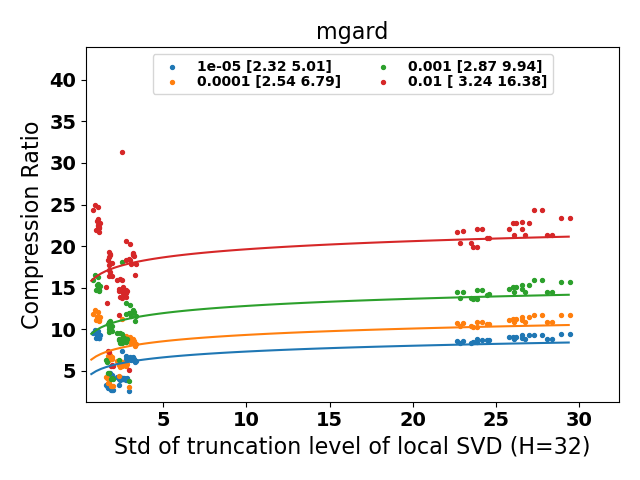 mgard
1e-05 [2.32 5.01]
0.0001 [2.54 6.79]
0.001 [2.87 9.94]
0.01 [ 3.24 16.38]
Compression Ratio
40
35
30
25
20
15
10
5
5 10 15 20 25 30
Std of truncation level of local SVD (H=32)